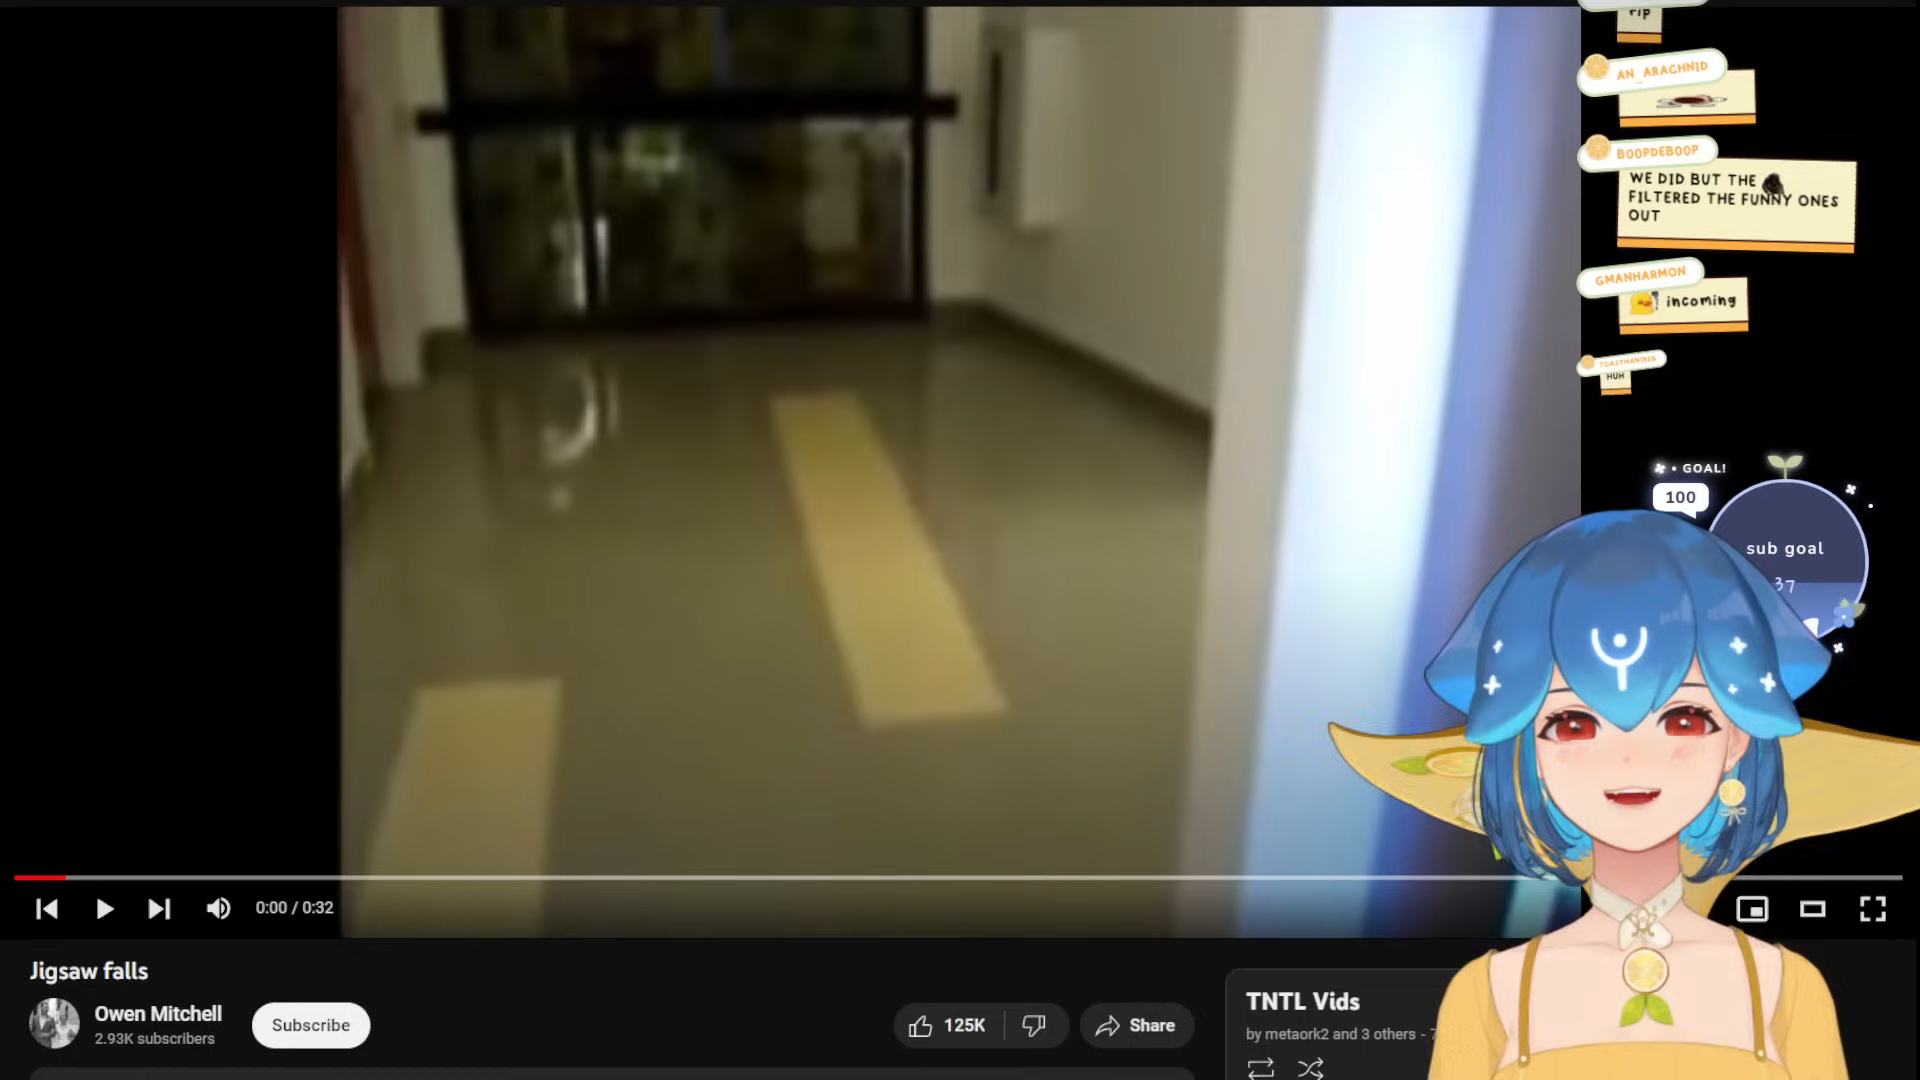 rip
AN_ARACHNID
BOOPDEBOOP
WE DID BUT THE
FILTERED THE FUNNY ONES
OUT
GMANHARMON
incoming
HUH
• GOAL!
100
sub goal
37
0:00 / 0:32
Jigsaw falls
Owen Mitchell
2.93K subscribers
Subscribe
125K
Share
TNTL Vids
by metaork2 and 3 others - 7